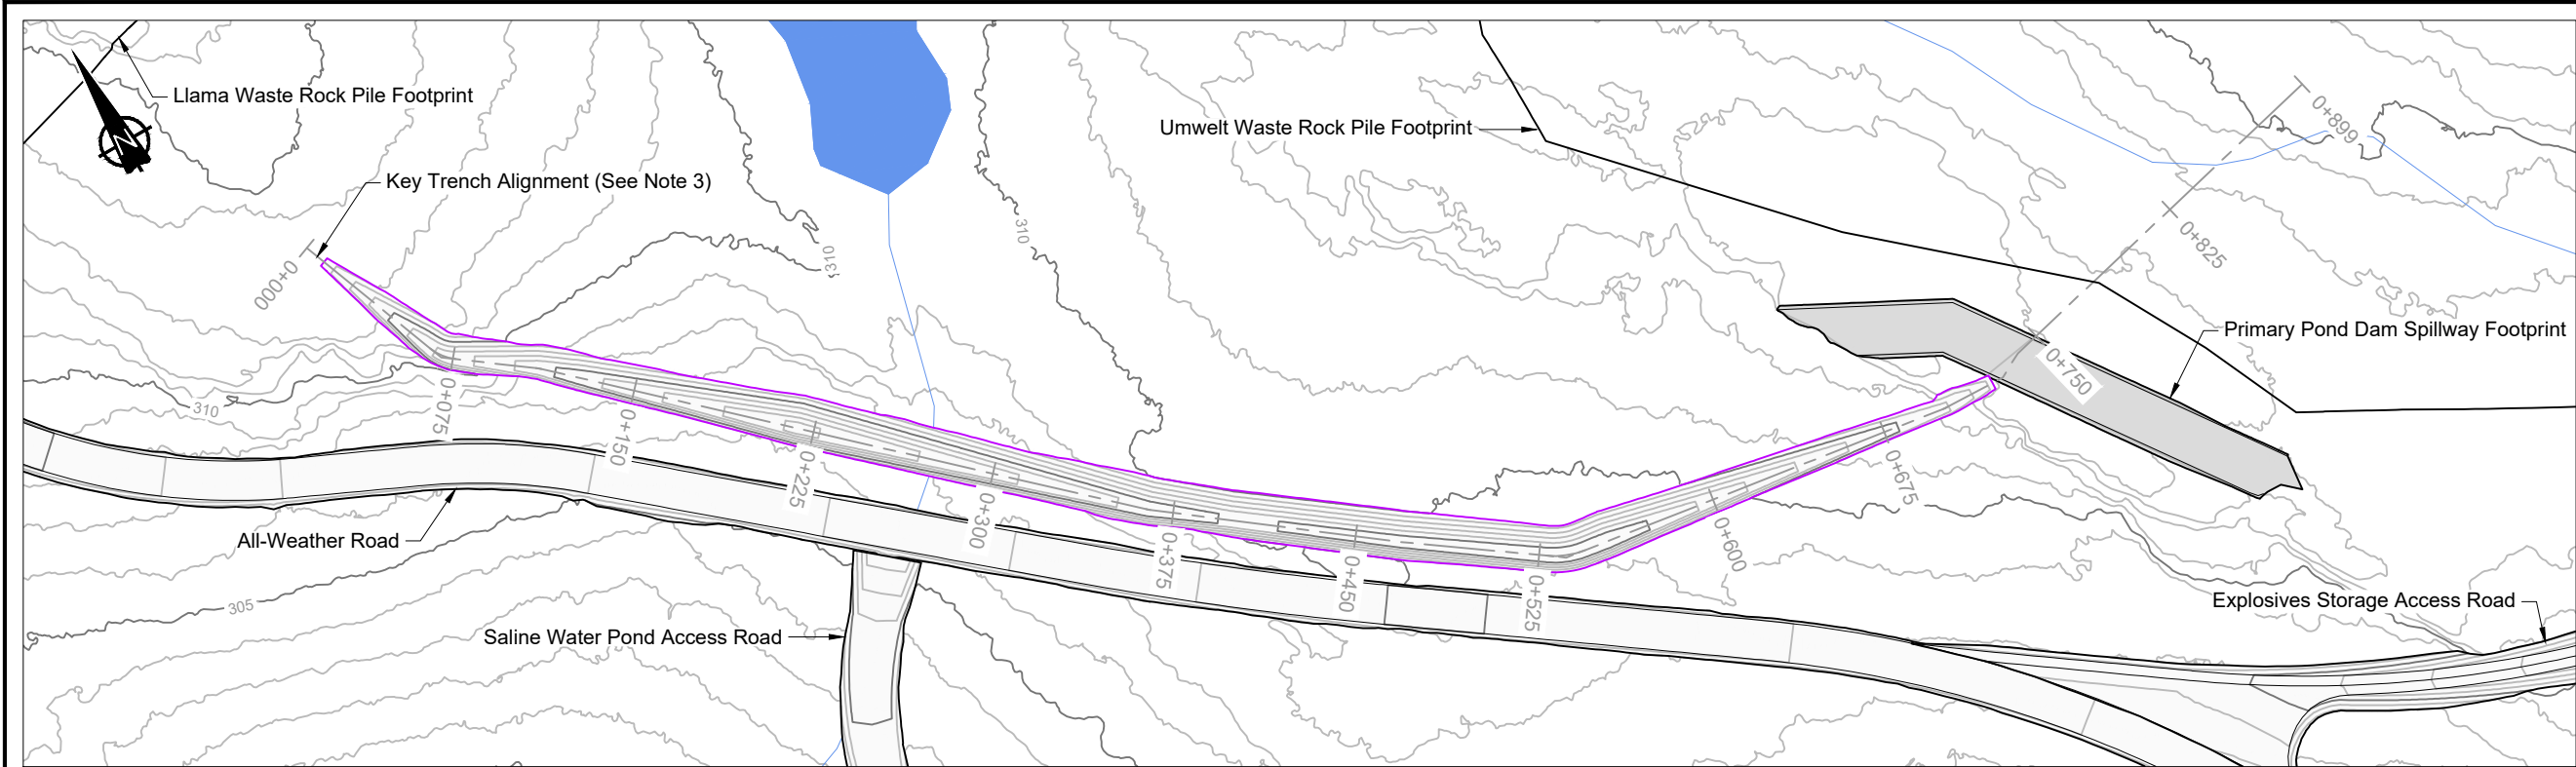 Llama Waste Rock Pile Footprint
N
Key Trench Alignment (See Note 3)
Umwelt Waste Rock Pile Footprint
0+899
0+825
310
310
0+000
Primary Pond Dam Spillway Footprint
0+750
310
0+075
0+150
0+225
0+300
0+375
0+450
0+525
0+600
0+675
All-Weather Road
305
Saline Water Pond Access Road
Explosives Storage Access Road